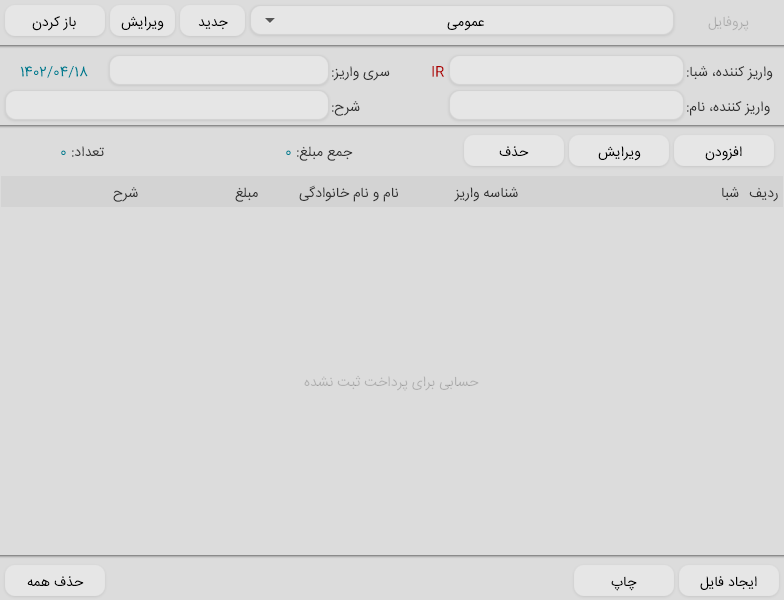 پروفایل عمومی جدید ویرایش باز کردن
واریز کننده، شبا: IR سری واریز: ۱۴۰۲/۰۴/۱۸
واریز کننده، نام: شرح:
افزودن ویرایش حذف جمع مبلغ: ۰ تعداد: ۰
ردیف شبا شناسه واریز نام و نام خانوادگی مبلغ شرح
حسابی برای پرداخت ثبت نشده
ایجاد فایل چاپ حذف همه